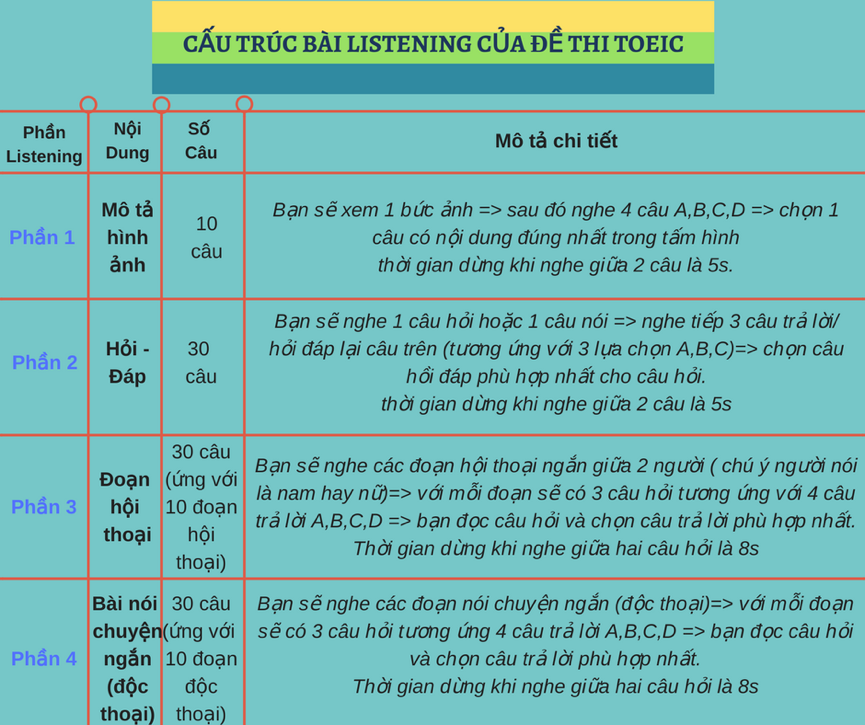 CẤU TRÚC BÀI LISTENING CỦA ĐỀ THI TOEIC
Phần
Listening
Nội
Dung
Số
Câu
Mô tả chi tiết
Phần 1
Mô tả
hình
ảnh
10
câu
Bạn sẽ xem 1 bức ảnh => sau đó nghe 4 câu A,B,C,D => chọn 1
câu có nội dung đúng nhất trong tấm hình
thời gian dừng khi nghe giữa 2 câu là 5s.
Phần 2
Hỏi -
Đáp
30
câu
Bạn sẽ nghe 1 câu hỏi hoặc 1 câu nói => nghe tiếp 3 câu trả lời/
hỏi đáp lại câu trên (tương ứng với 3 lựa chọn A,B,C)=> chọn câu
hồi đáp phù hợp nhất cho câu hỏi.
thời gian dừng khi nghe giữa 2 câu là 5s
Phần 3
Đoạn
hội
thoại
30 câu
(ứng với
10 đoạn
hội
thoại)
Bạn sẽ nghe các đoạn hội thoại ngắn giữa 2 người ( chú ý người nói
là nam hay nữ)=> với mỗi đoạn sẽ có 3 câu hỏi tương ứng với 4 câu
trả lời A,B,C,D => bạn đọc câu hỏi và chọn câu trả lời phù hợp nhất.
Thời gian dừng khi nghe giữa hai câu hỏi là 8s
Phần 4
Bài nói
chuyện
ngắn
(độc
thoại)
30 câu
(ứng với
10 đoạn
độc
thoại)
Bạn sẽ nghe các đoạn nói chuyện ngắn (độc thoại)=> với mỗi đoạn
sẽ có 3 câu hỏi tương ứng 4 câu trả lời A,B,C,D => bạn đọc câu hỏi
và chọn câu trả lời phù hợp nhất.
Thời gian dừng khi nghe giữa hai câu hỏi là 8s